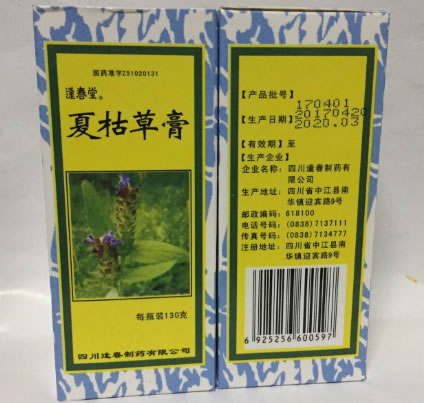 国药准字Z51020131
逢春堂®
夏枯草膏
每瓶装130克
四川逢春制药有限公司
【产品批号】 170401
【生产日期】 20170420
【有效期】 至 2020.03
【生产企业】
企业名称：四川逢春制药有
限公司
生产地址：四川省中江县南
华镇迎宾路9号
邮政编码：618100
电话号码：(0838)7137111
传真号码：(0838)7134777
注册地址：四川省中江县南
华镇迎宾路9号
6 925256 600597